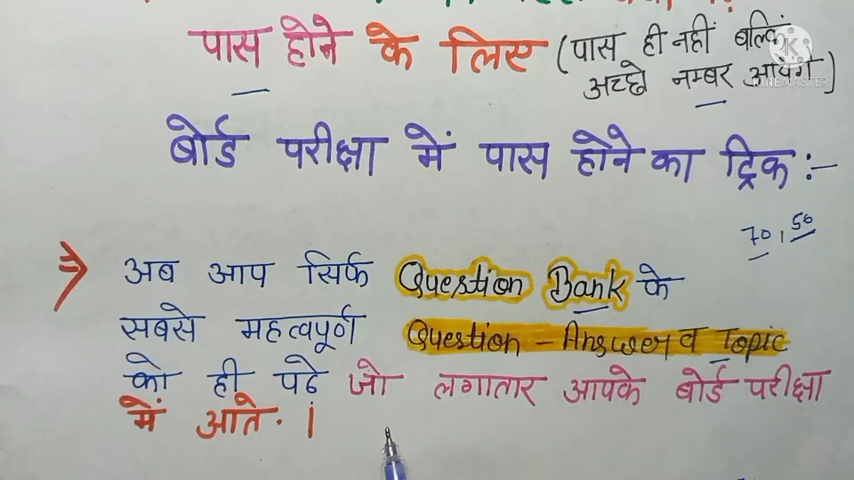 पास होने के लिए (पास ही नहीं बल्कि
अच्छे नम्बर आयेगे)
बोर्ड परीक्षा में पास होने का ट्रिक :-
70, 50
⇒ अब आप सिर्फ Question Bank के
सबसे महत्वपूर्ण Question - Answer व Topic
को ही पढे जो लगातार आपके बोर्ड परीक्षा
में आते. ।